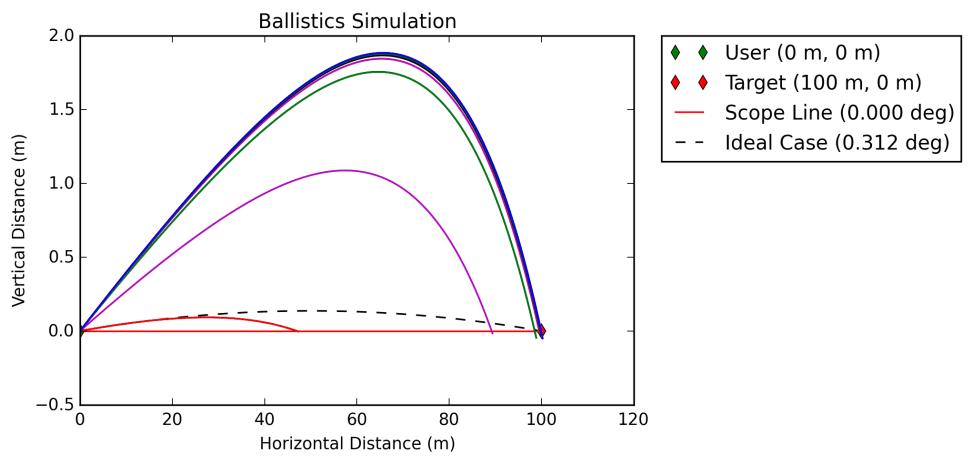 Ballistics Simulation
2.0
1.5
1.0
0.5
0.0
−0.5
Vertical Distance (m)
0 20 40 60 80 100 120
Horizontal Distance (m)
User (0 m, 0 m)
Target (100 m, 0 m)
Scope Line (0.000 deg)
Ideal Case (0.312 deg)